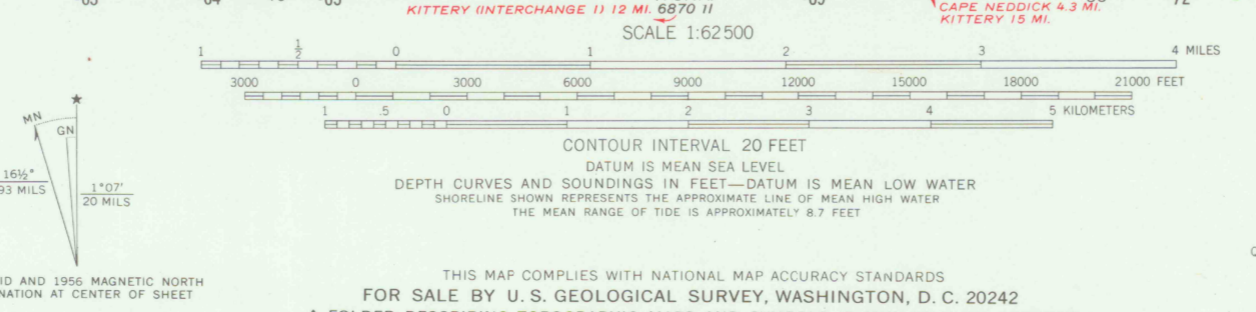 KITTERY (INTERCHANGE 1) 12 MI. 6870 II
CAPE NEDDICK 4.3 MI.
KITTERY 15 MI.
SCALE 1:62500
1 ½ 0 1 2 3 4 MILES
3000 0 3000 6000 9000 12000 15000 18000 21000 FEET
1 .5 0 1 2 3 4 5 KILOMETERS
MN
GN
16½°
93 MILS
1°07′
20 MILS
CONTOUR INTERVAL 20 FEET
DATUM IS MEAN SEA LEVEL
DEPTH CURVES AND SOUNDINGS IN FEET—DATUM IS MEAN LOW WATER
SHORELINE SHOWN REPRESENTS THE APPROXIMATE LINE OF MEAN HIGH WATER
THE MEAN RANGE OF TIDE IS APPROXIMATELY 8.7 FEET
ID AND 1956 MAGNETIC NORTH
NATION AT CENTER OF SHEET
THIS MAP COMPLIES WITH NATIONAL MAP ACCURACY STANDARDS
FOR SALE BY U. S. GEOLOGICAL SURVEY, WASHINGTON, D. C. 20242